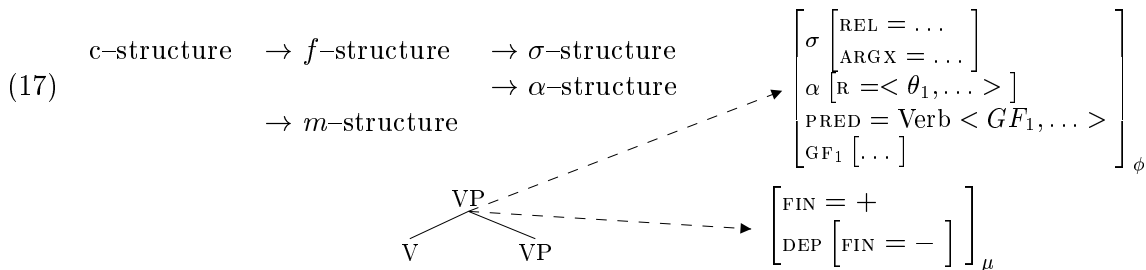 (17)
c–structure → f–structure → σ–structure
→ α–structure
→ m–structure
σ [REL = ...
ARGX = ... ]
α [R =< θ1, ... > ]
PRED = Verb < GF1, ... >
GF1 [... ]
ϕ
VP
V VP
FIN = +
DEP [FIN = − ]
μ